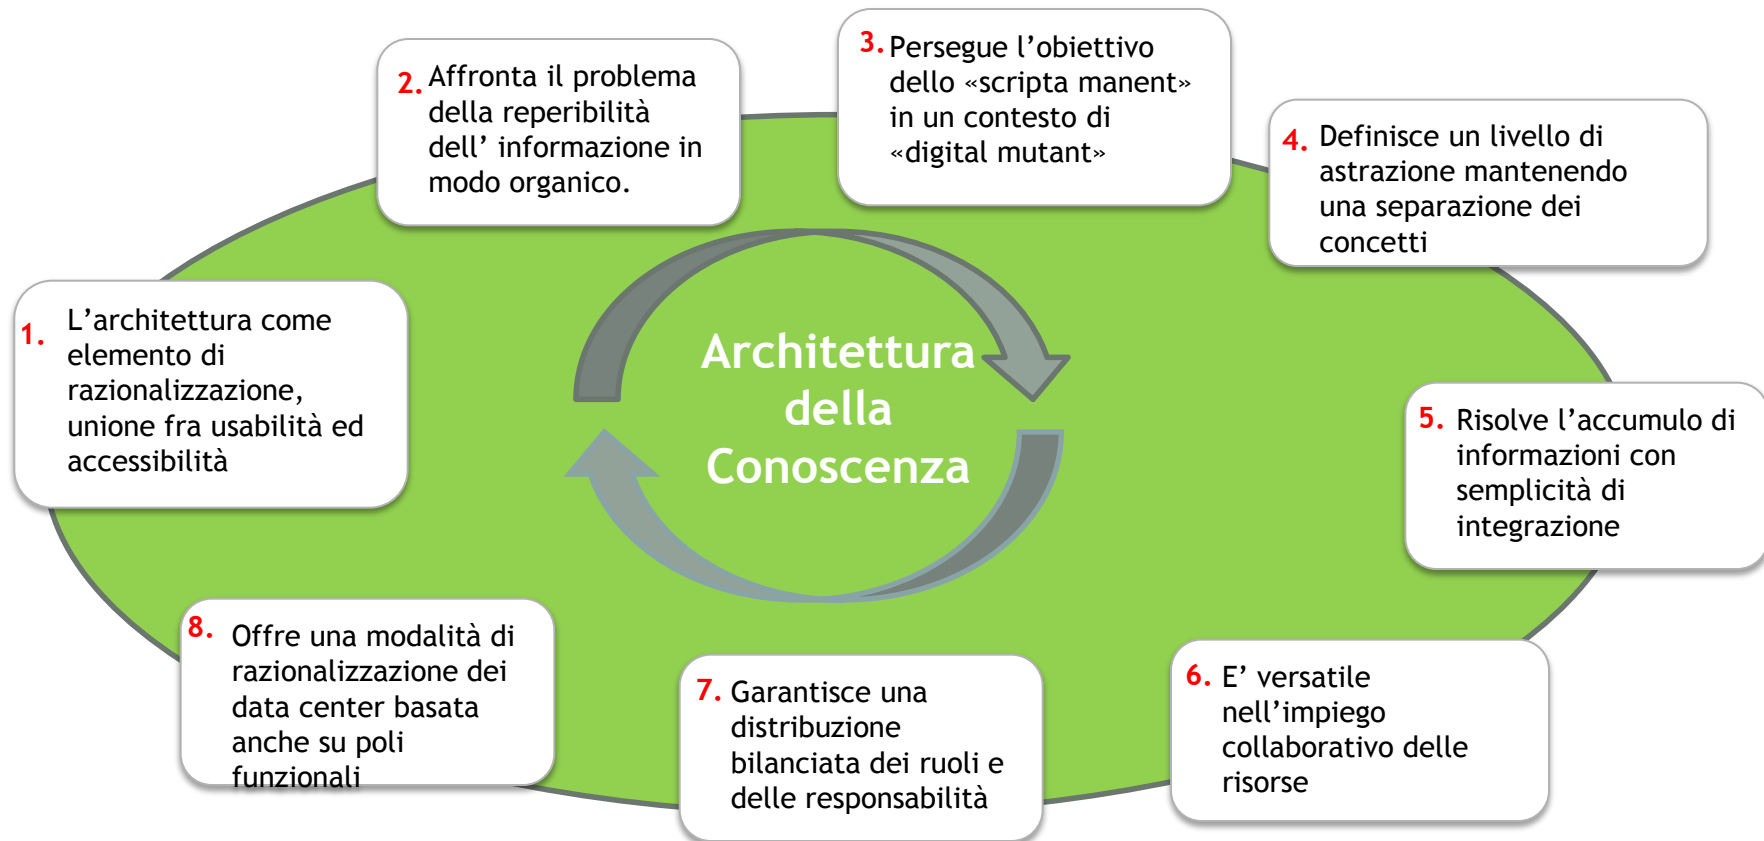 1. L’architettura come
elemento di
razionalizzazione,
unione fra usabilità ed
accessibilità
2. Affronta il problema
della reperibilità
dell’ informazione in
modo organico.
3. Persegue l’obiettivo
dello «scripta manent»
in un contesto di
«digital mutant»
4. Definisce un livello di
astrazione mantenendo
una separazione dei
concetti
5. Risolve l’accumulo di
informazioni con
semplicità di
integrazione
6. E’ versatile
nell’impiego
collaborativo delle
risorse
7. Garantisce una
distribuzione
bilanciata dei ruoli e
delle responsabilità
8. Offre una modalità di
razionalizzazione dei
data center basata
anche su poli
funzionali
Architettura
della
Conoscenza